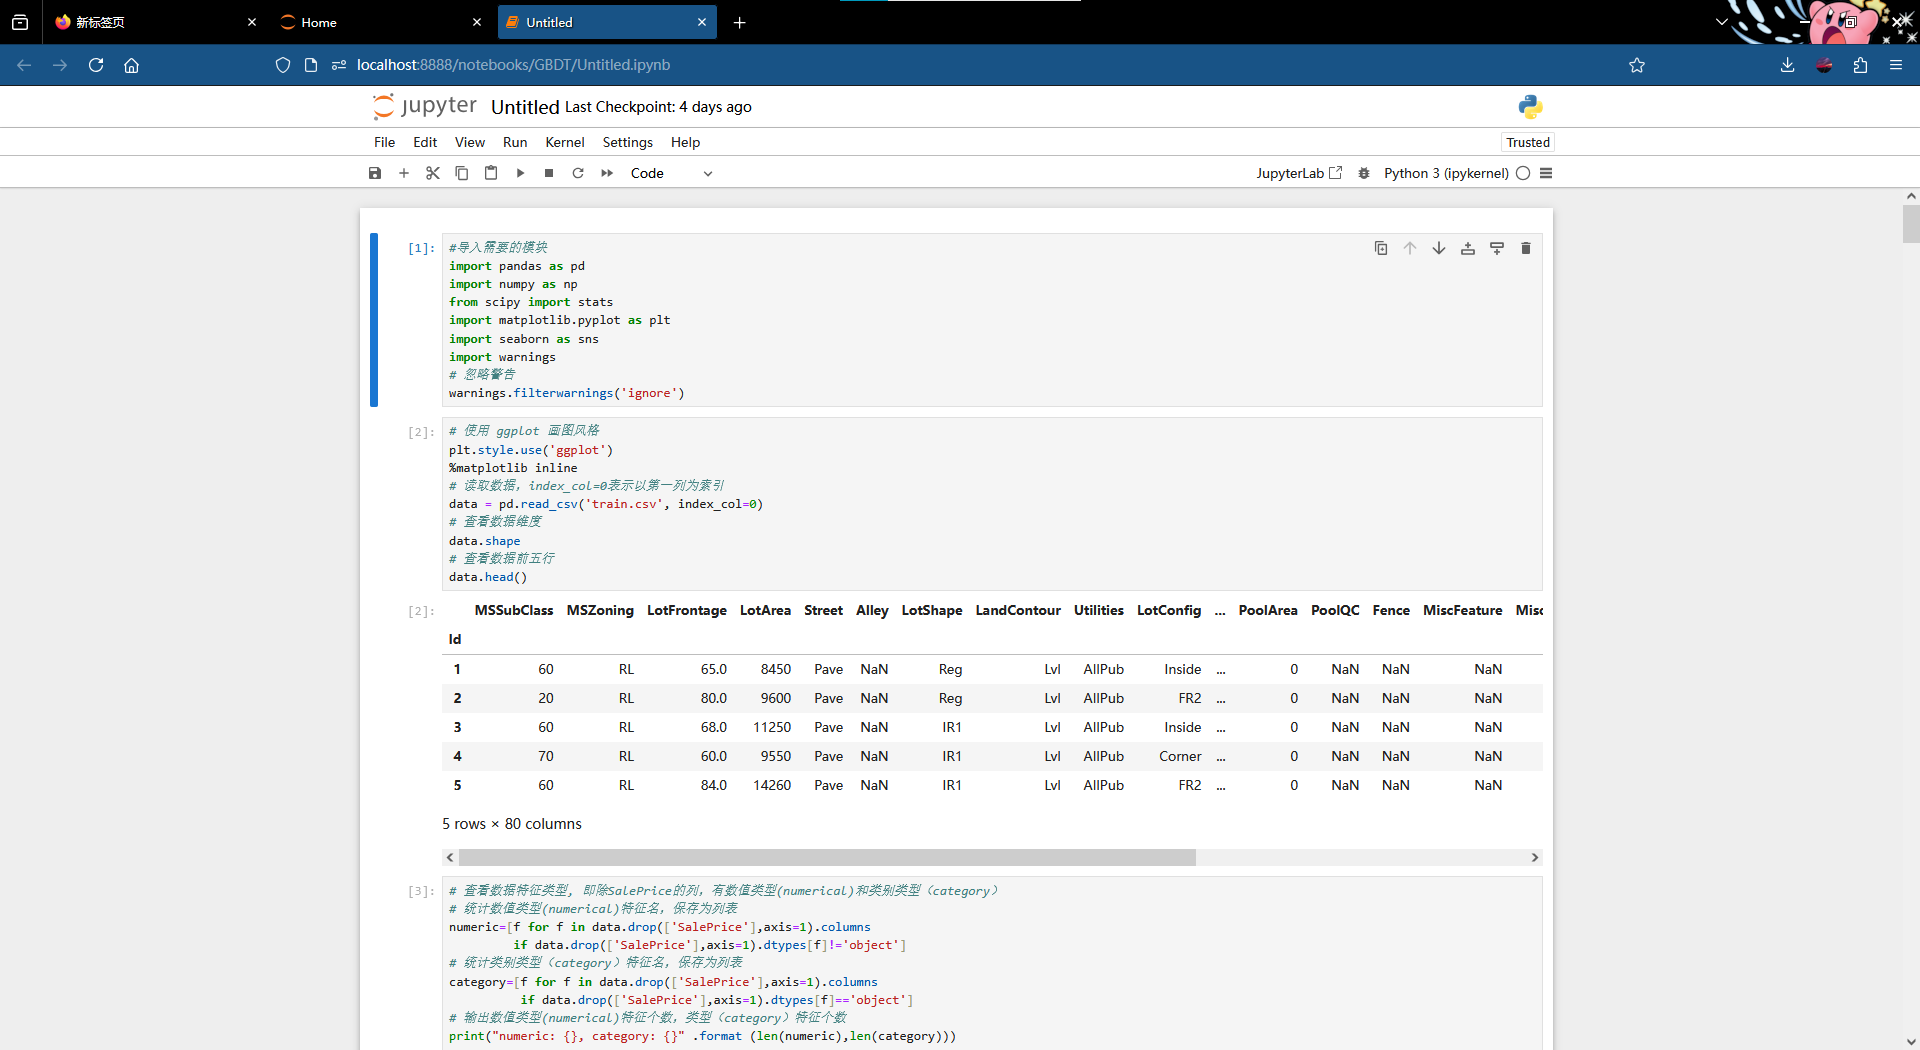 新标签页
Home
Untitled
localhost:8888/notebooks/GBDT/Untitled.ipynb
jupyter Untitled Last Checkpoint: 4 days ago
File Edit View Run Kernel Settings Help Trusted
Code JupyterLab Python 3 (ipykernel)
[1]: #导入需要的模块
import pandas as pd
import numpy as np
from scipy import stats
import matplotlib.pyplot as plt
import seaborn as sns
import warnings
# 忽略警告
warnings.filterwarnings('ignore')
[2]: # 使用 ggplot 画图风格
plt.style.use('ggplot')
%matplotlib inline
# 读取数据，index_col=0表示以第一列为索引
data = pd.read_csv('train.csv', index_col=0)
# 查看数据维度
data.shape
# 查看数据前五行
data.head()
[2]: MSSubClass MSZoning LotFrontage LotArea Street Alley LotShape LandContour Utilities LotConfig ... PoolArea PoolQC Fence MiscFeature Misc
Id
1 60 RL 65.0 8450 Pave NaN Reg Lvl AllPub Inside ... 0 NaN NaN NaN
2 20 RL 80.0 9600 Pave NaN Reg Lvl AllPub FR2 ... 0 NaN NaN NaN
3 60 RL 68.0 11250 Pave NaN IR1 Lvl AllPub Inside ... 0 NaN NaN NaN
4 70 RL 60.0 9550 Pave NaN IR1 Lvl AllPub Corner ... 0 NaN NaN NaN
5 60 RL 84.0 14260 Pave NaN IR1 Lvl AllPub FR2 ... 0 NaN NaN NaN
5 rows × 80 columns
[3]: # 查看数据特征类型, 即除SalePrice的列，有数值类型(numerical)和类别类型（category）
# 统计数值类型(numerical)特征名，保存为列表
numeric=[f for f in data.drop(['SalePrice'],axis=1).columns
if data.drop(['SalePrice'],axis=1).dtypes[f]!='object']
# 统计类别类型（category）特征名，保存为列表
category=[f for f in data.drop(['SalePrice'],axis=1).columns
if data.drop(['SalePrice'],axis=1).dtypes[f]=='object']
# 输出数值类型(numerical)特征个数，类型（category）特征个数
print("numeric: {}, category: {}" .format (len(numeric),len(category)))